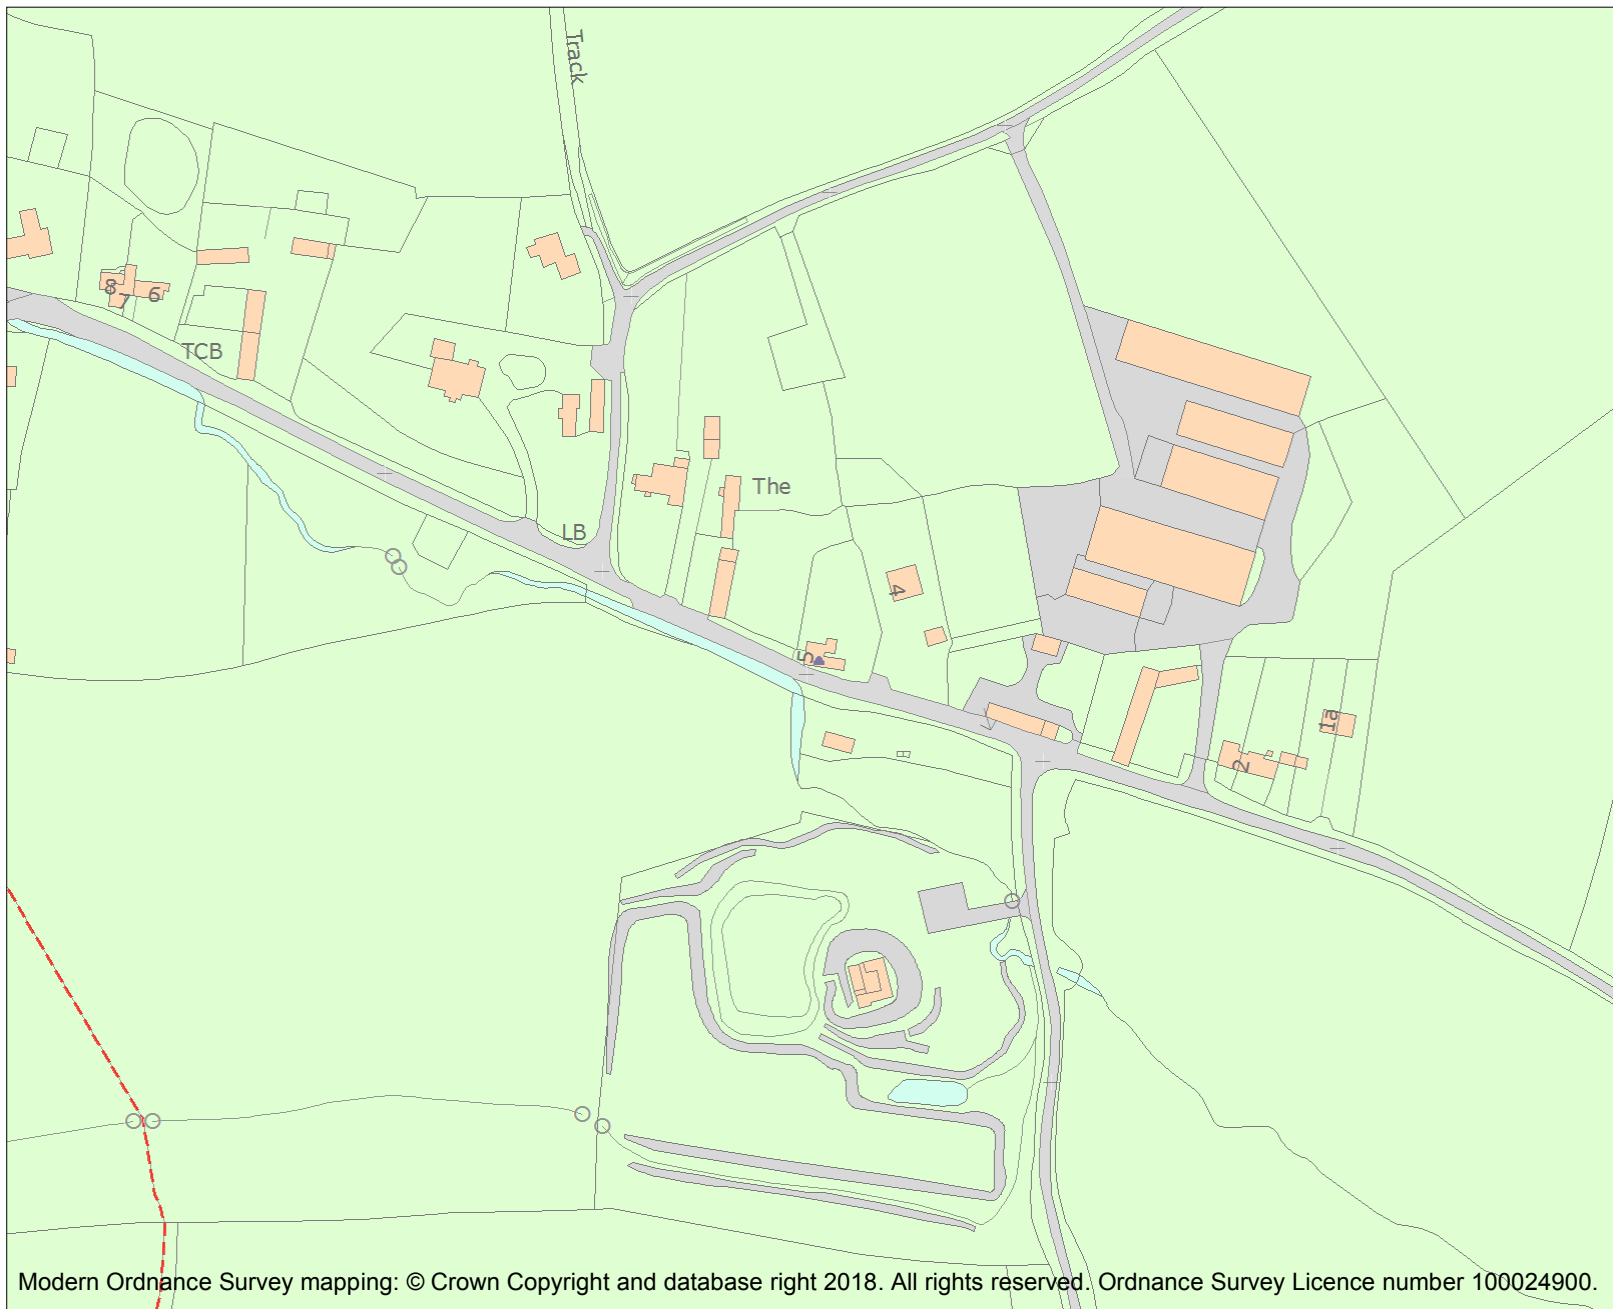 Track
8
7
6
TCB
The
LB
4
5
1a
2
Modern Ordnance Survey mapping: © Crown Copyright and database right 2018. All rights reserved. Ordnance Survey Licence number 100024900.